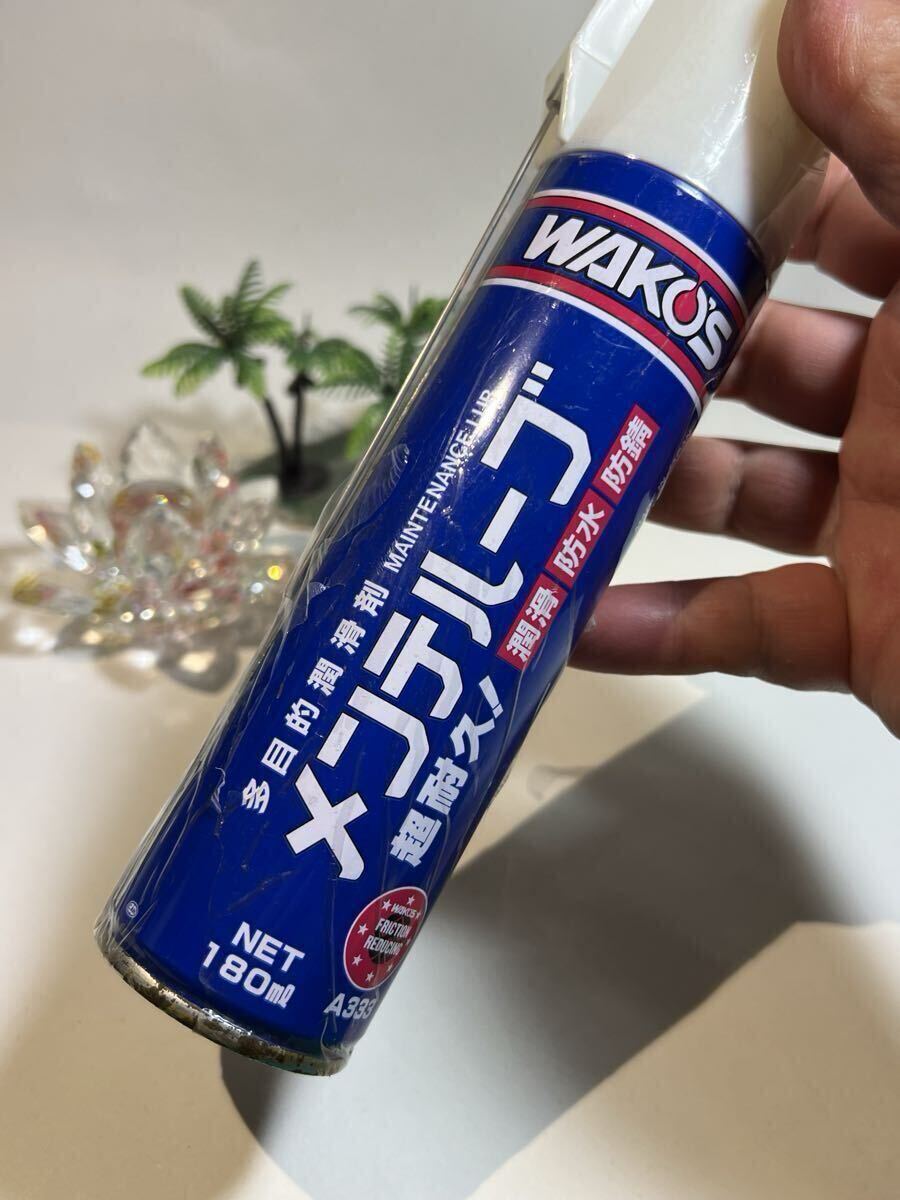 WAKO'S
多目的潤滑剤 MAINTENANCE LUB
メンテルーブ
超耐久!
潤滑 防水 防錆
WAKO'S
FRICTION
REDUCING
NET
180ml
A333